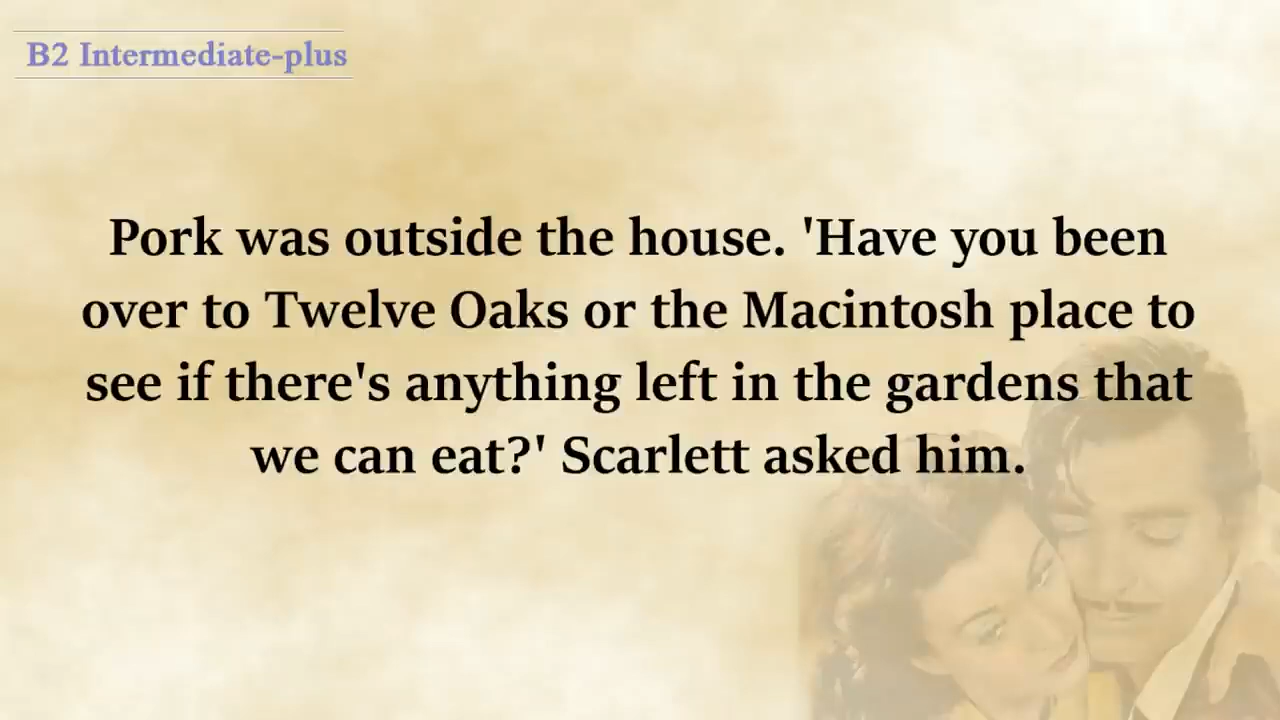 B2 Intermediate-plus
Pork was outside the house. 'Have you been
over to Twelve Oaks or the Macintosh place to
see if there's anything left in the gardens that
we can eat?' Scarlett asked him.